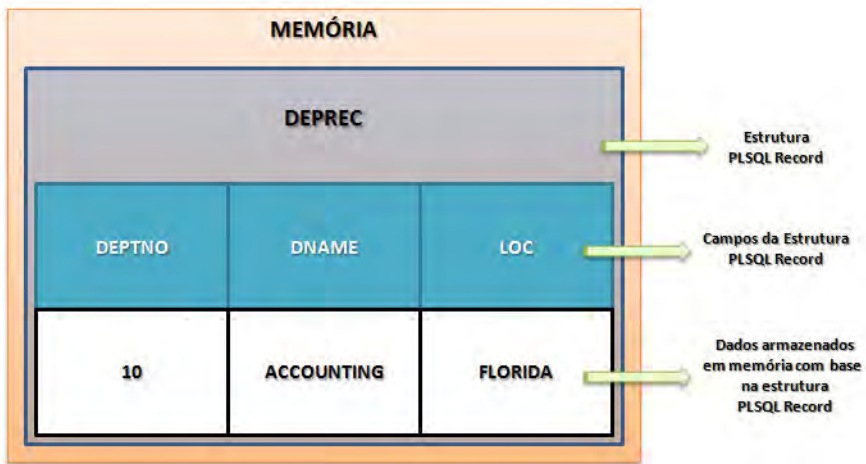 MEMÓRIA
DEPREC
Estrutura
PLSQL Record
DEPTNO DNAME LOC
Campos da Estrutura
PLSQL Record
10 ACCOUNTING FLORIDA
Dados armazenados
em memória com base
na estrutura
PLSQL Record